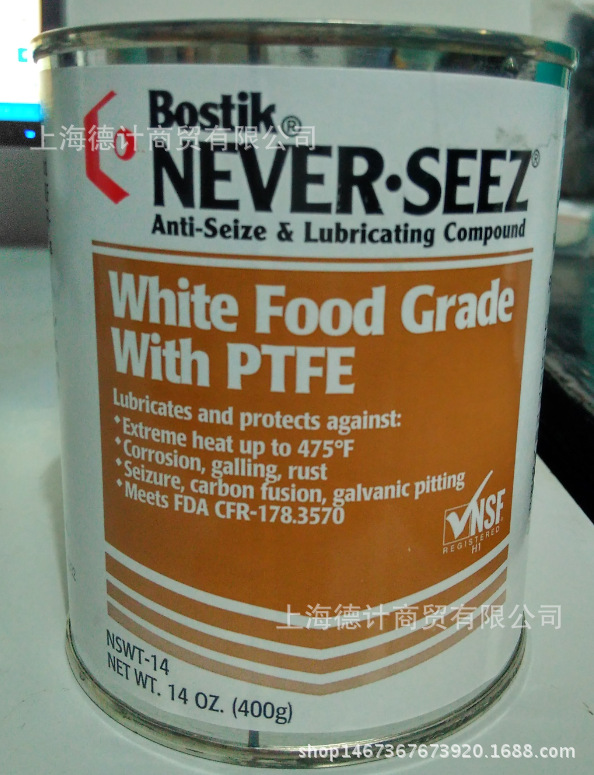 Bostik®
上海德计商贸有限公司
NEVER·SEEZ®
Anti-Seize & Lubricating Compound
White Food Grade
With PTFE
Lubricates and protects against:
Extreme heat up to 475°F
Corrosion, galling, rust
Seizure, carbon fusion, galvanic pitting
Meets FDA CFR-178.3570
NSF
REGISTERED
H1
上海德计商贸有限公司
NSWT-14
NET WT. 14 OZ. (400g)
shop1467367673920.1688.com